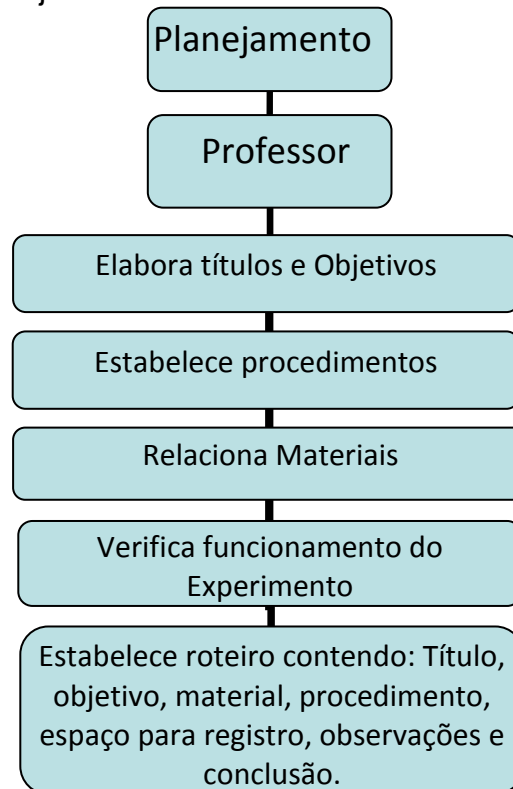 Planejamento
Professor
Elabora títulos e Objetivos
Estabelece procedimentos
Relaciona Materiais
Verifica funcionamento do
Experimento
Estabelece roteiro contendo: Título,
objetivo, material, procedimento,
espaço para registro, observações e
conclusão.